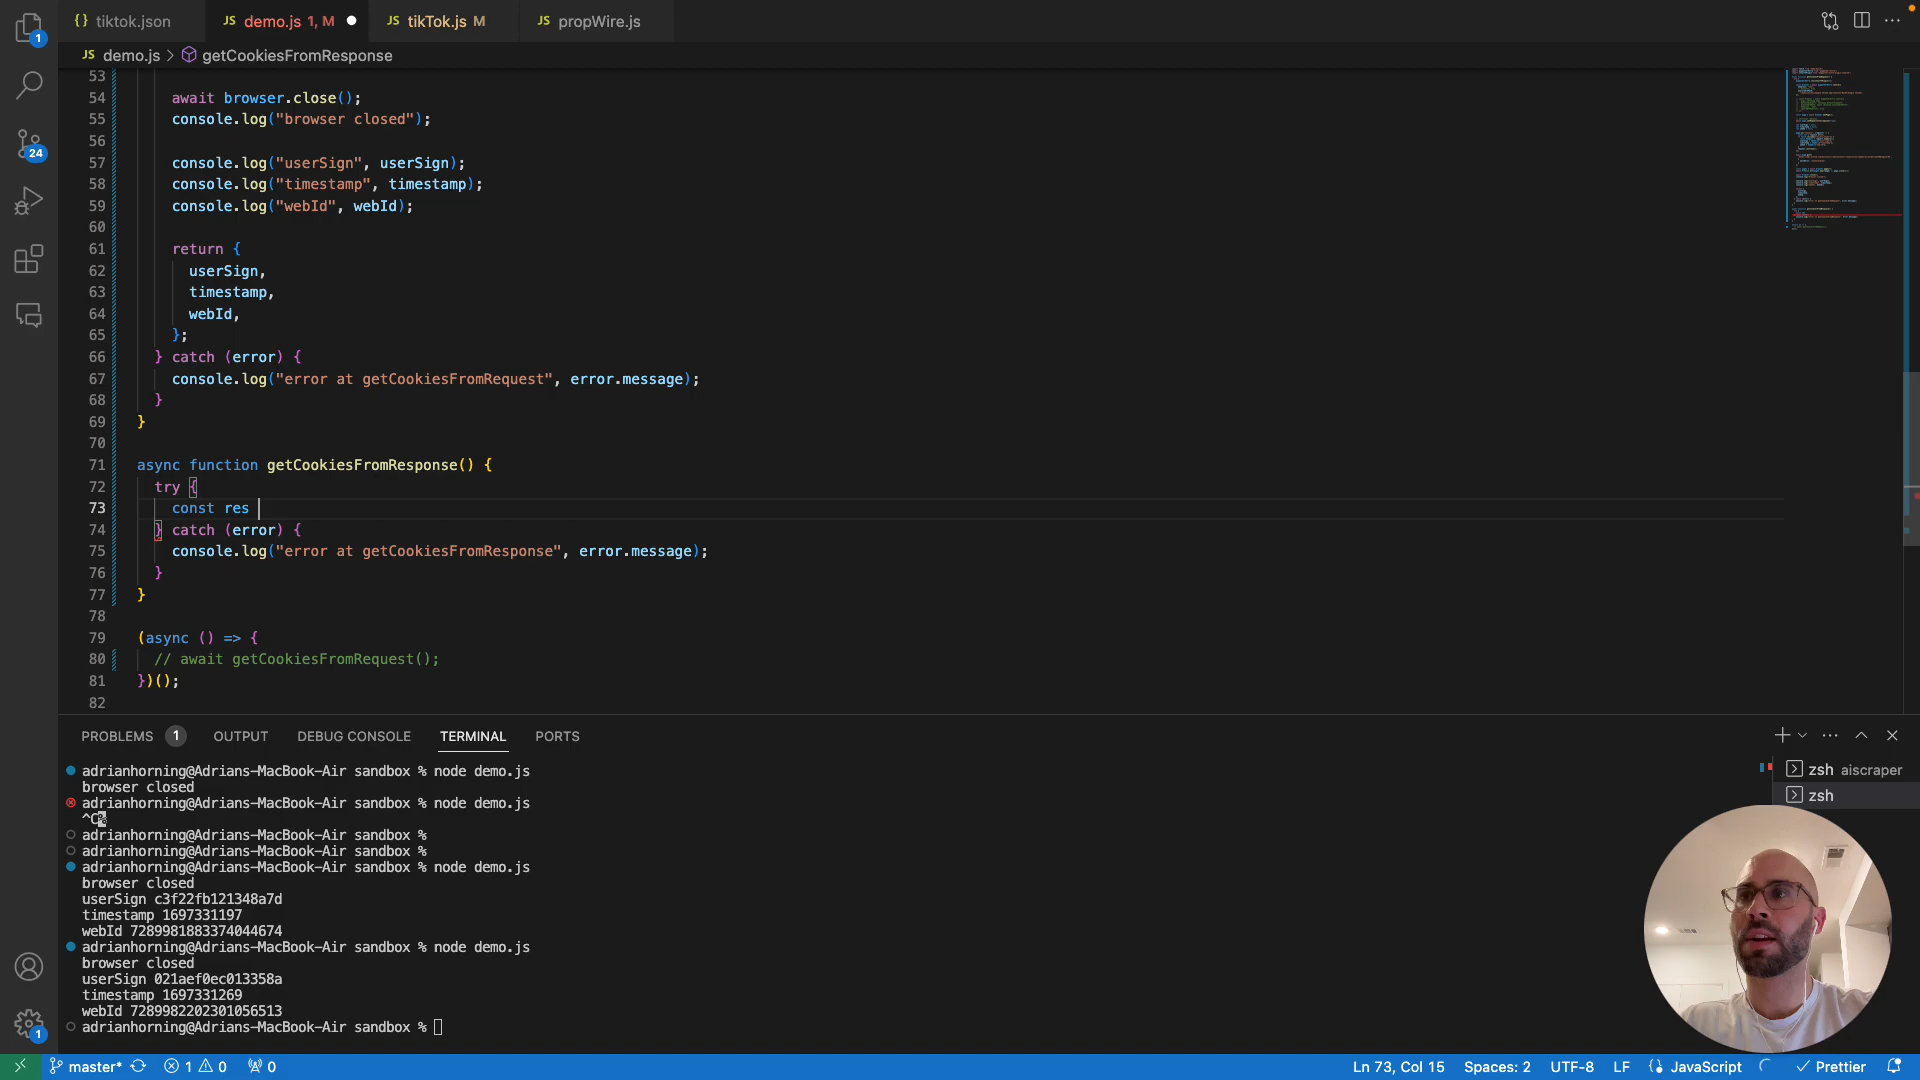 tiktok.json
JS demo.js 1, M
JS tikTok.js M
JS propWire.js
JS demo.js > getCookiesFromResponse
53
54 await browser.close();
55 console.log("browser closed");
56
57 console.log("userSign", userSign);
58 console.log("timestamp", timestamp);
59 console.log("webId", webId);
60
61 return {
62 userSign,
63 timestamp,
64 webId,
65 };
66 } catch (error) {
67 console.log("error at getCookiesFromRequest", error.message);
68 }
69 }
70
71 async function getCookiesFromResponse() {
72 try {
73 const res
74 } catch (error) {
75 console.log("error at getCookiesFromResponse", error.message);
76 }
77 }
78
79 (async () => {
80 // await getCookiesFromRequest();
81 })();
82
1
24
1
PROBLEMS 1 OUTPUT DEBUG CONSOLE TERMINAL PORTS
adrianhorning@Adrians-MacBook-Air sandbox % node demo.js
browser closed
adrianhorning@Adrians-MacBook-Air sandbox % node demo.js
^C%
adrianhorning@Adrians-MacBook-Air sandbox %
adrianhorning@Adrians-MacBook-Air sandbox %
adrianhorning@Adrians-MacBook-Air sandbox % node demo.js
browser closed
userSign c3f22fb121348a7d
timestamp 1697331197
webId 7289981883374044674
adrianhorning@Adrians-MacBook-Air sandbox % node demo.js
browser closed
userSign 021aef0ec013358a
timestamp 1697331269
webId 7289982202301056513
adrianhorning@Adrians-MacBook-Air sandbox %
zsh aiscraper
zsh
master* 1 0 0
Ln 73, Col 15 Spaces: 2 UTF-8 LF JavaScript Prettier